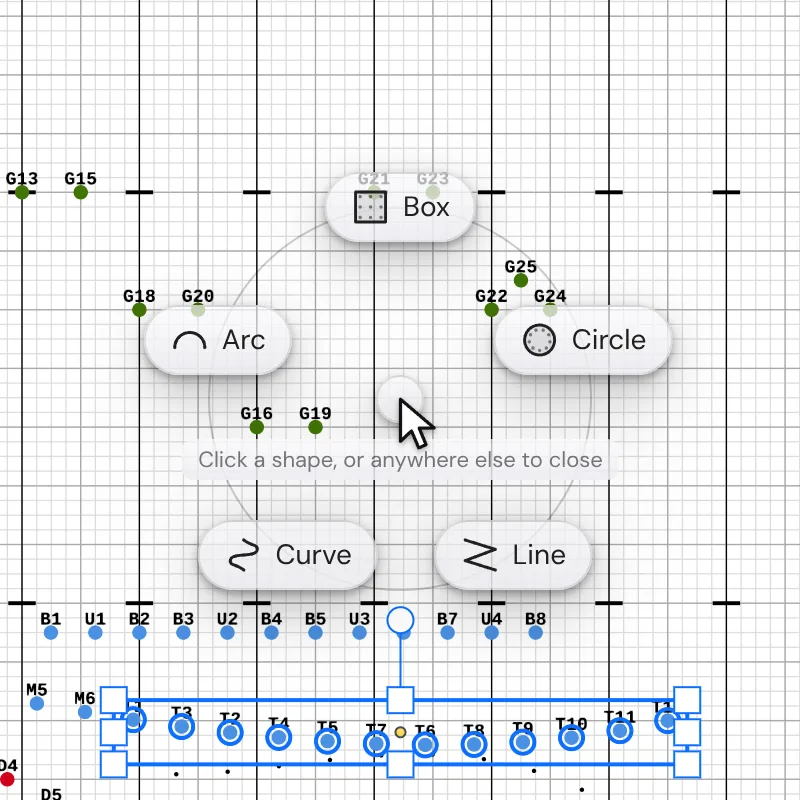 G13 G15 G21 G23
Box
G25
G18 G20 G22 G24
Arc Circle
G16 G19
Click a shape, or anywhere else to close
Curve Line
B1 U1 B2 B3 U2 B4 B5 U3 B7 U4 B8
M5 M6
T3 T2 T4 T5 T7 T6 T8 T9 T10 T11
D4
D5